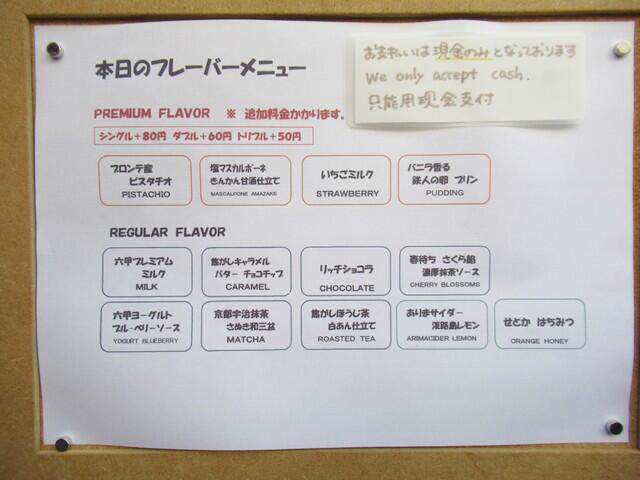 本日のフレーバーメニュー
お支払いは現金のみとなっております
We only accept cash.
只能用现金支付
PREMIUM FLAVOR ※ 追加料金かかります。
シングル+80円 ダブル+60円 トリプル+50円
ブロンテ産
ピスタチオ
PISTACHIO
塩マスカルポーネ
きんかん甘酒仕立て
MASCALPONE AMAZAKE
いちごミルク
STRAWBERRY
バニラ香る
鉄人の卵 プリン
PUDDING
REGULAR FLAVOR
六甲プレミアム
ミルク
MILK
焦がしキャラメル
バター チョコチップ
CARAMEL
リッチショコラ
CHOCOLATE
春待ち さくら餡
濃厚抹茶ソース
CHERRY BLOSSOMS
六甲ヨーグルト
ブルーベリーソース
YOGURT BLUEBERRY
京都宇治抹茶
さぬき和三盆
MATCHA
焦がしほうじ茶
白あん仕立て
ROASTED TEA
ありまサイダー
淡路島レモン
ARIMACIDER LEMON
せとか はちみつ
ORANGE HONEY